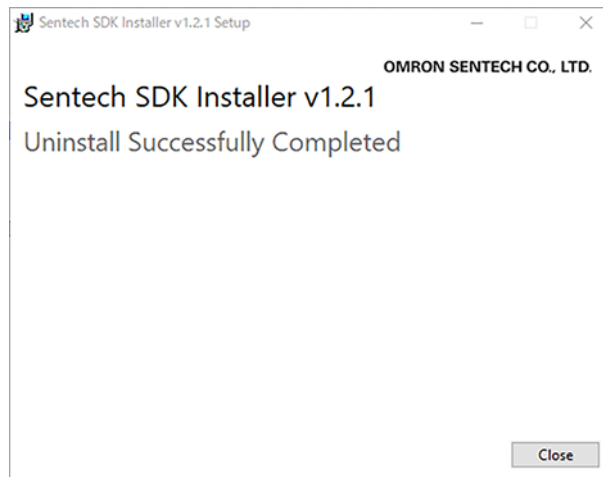 Sentech SDK Installer v1.2.1 Setup
OMRON SENTECH CO., LTD.
Sentech SDK Installer v1.2.1
Uninstall Successfully Completed
Close